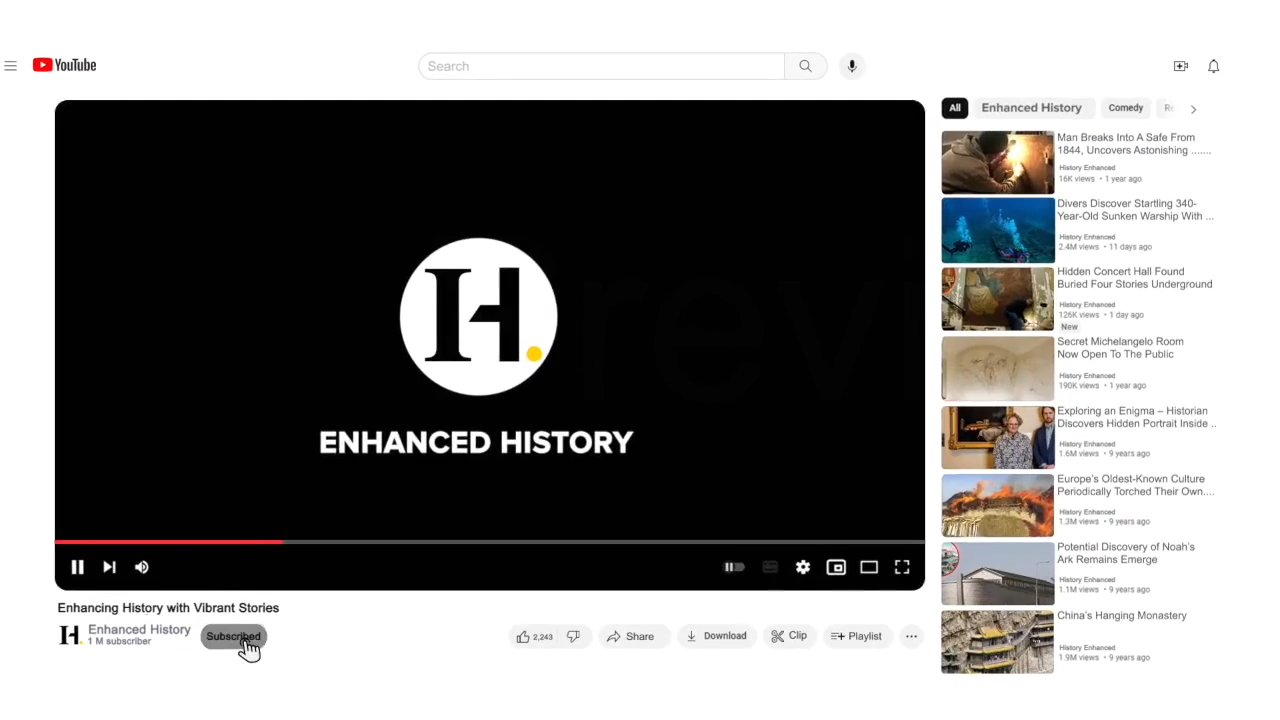 YouTube
Search
ENHANCED HISTORY
Enhancing History with Vibrant Stories
Enhanced History
1 M subscriber
Subscribed
2,243
Share
Download
Clip
Playlist
All
Enhanced History
Comedy
Man Breaks Into A Safe From
1844, Uncovers Astonishing .......
History Enhanced
16K views • 1 year ago
Divers Discover Startling 340-
Year-Old Sunken Warship With ...
History Enhanced
2.4M views • 11 days ago
Hidden Concert Hall Found
Buried Four Stories Underground
History Enhanced
126K views • 1 day ago
New
Secret Michelangelo Room
Now Open To The Public
History Enhanced
190K views • 1 year ago
Exploring an Enigma – Historian
Discovers Hidden Portrait Inside ..
History Enhanced
1.6M views • 9 years ago
Europe's Oldest-Known Culture
Periodically Torched Their Own....
History Enhanced
1.3M views • 9 years ago
Potential Discovery of Noah's
Ark Remains Emerge
History Enhanced
1.1M views • 9 years ago
China's Hanging Monastery
History Enhanced
1.9M views • 9 years ago